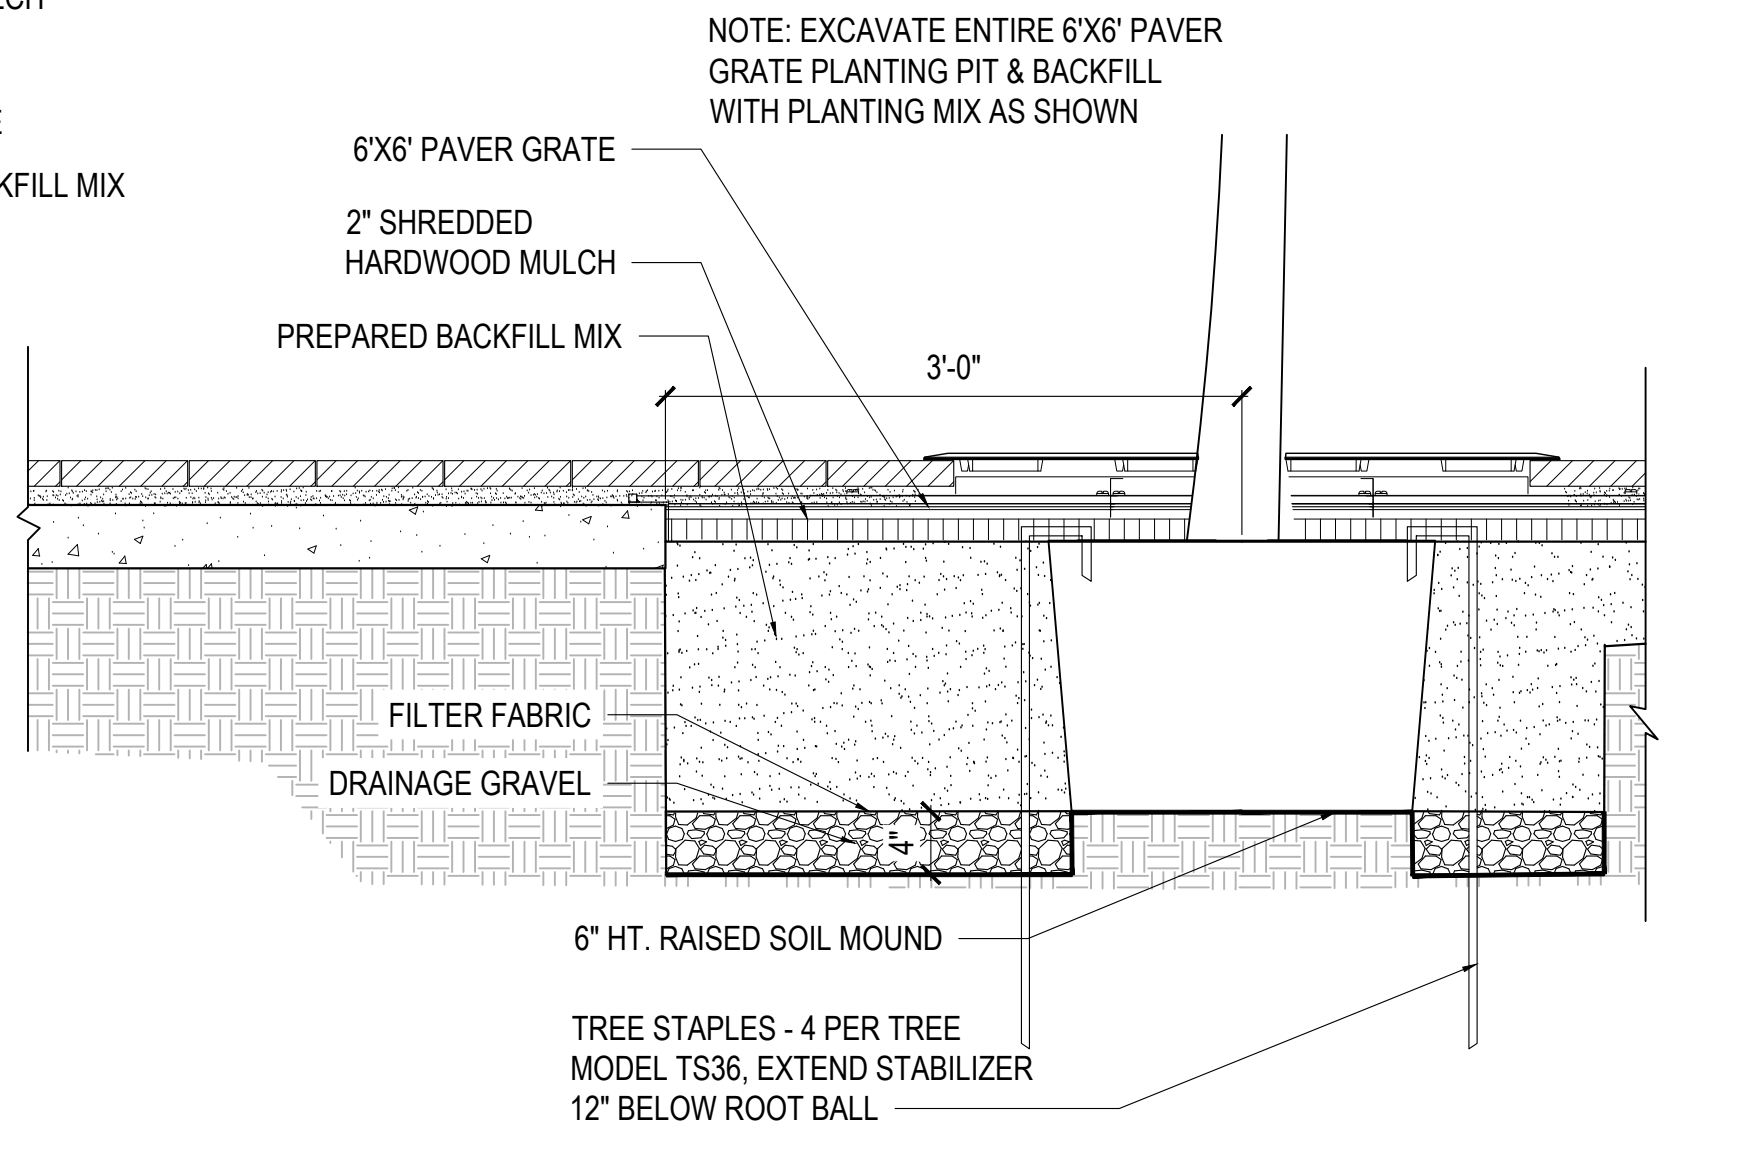 NOTE: EXCAVATE ENTIRE 6'X6' PAVER
GRATE PLANTING PIT & BACKFILL
WITH PLANTING MIX AS SHOWN
6'X6' PAVER GRATE
KFILL MIX
2" SHREDDED
HARDWOOD MULCH
PREPARED BACKFILL MIX
3'-0"
FILTER FABRIC
DRAINAGE GRAVEL
4"
6" HT. RAISED SOIL MOUND
TREE STAPLES - 4 PER TREE
MODEL TS36, EXTEND STABILIZER
12" BELOW ROOT BALL